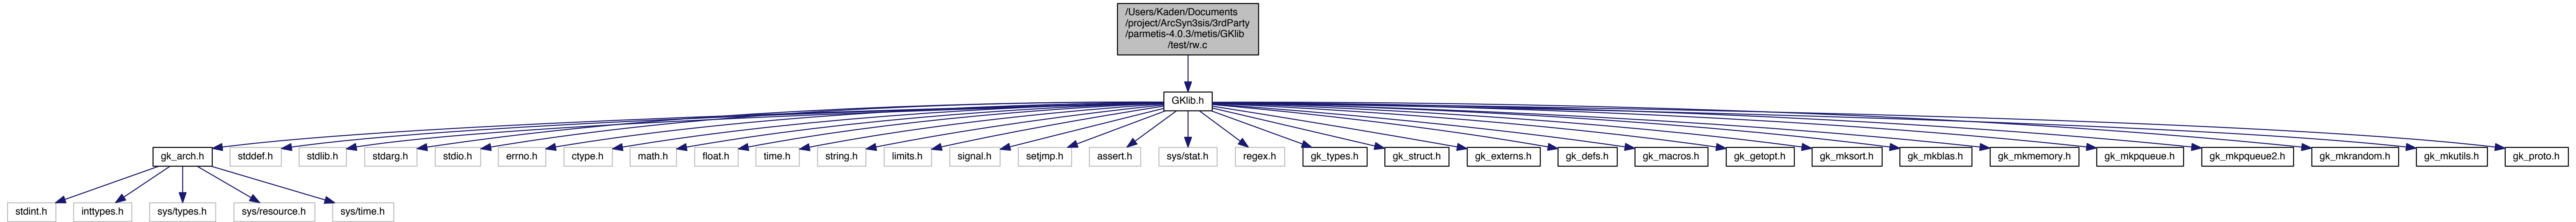 /Users/Kaden/Documents
/project/ArcSyn3sis/3rdParty
/parmetis-4.0.3/metis/GKlib
/test/rw.c
GKlib.h
gk_arch.h
stddef.h
stdlib.h
stdarg.h
stdio.h
errno.h
ctype.h
math.h
float.h
time.h
string.h
limits.h
signal.h
setjmp.h
assert.h
sys/stat.h
regex.h
gk_types.h
gk_struct.h
gk_externs.h
gk_defs.h
gk_macros.h
gk_getopt.h
gk_mksort.h
gk_mkblas.h
gk_mkmemory.h
gk_mkpqueue.h
gk_mkpqueue2.h
gk_mkrandom.h
gk_mkutils.h
gk_proto.h
stdint.h
inttypes.h
sys/types.h
sys/resource.h
sys/time.h